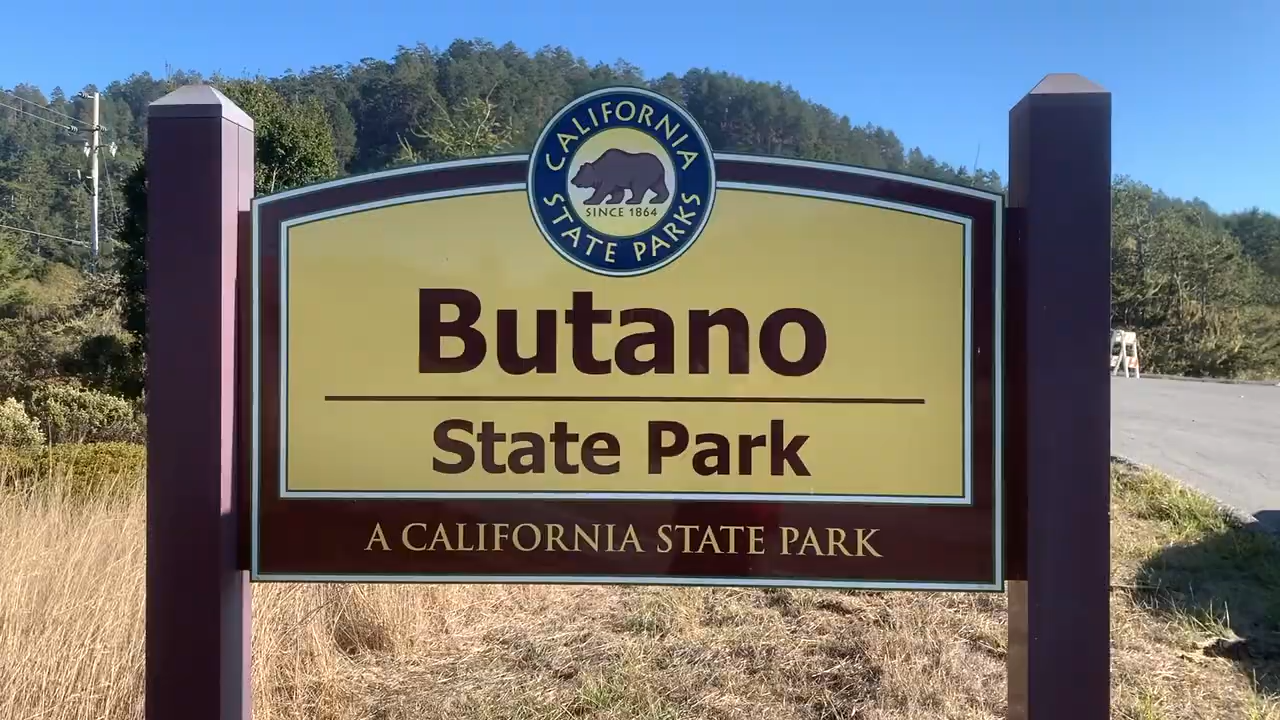 CALIFORNIA
SINCE 1864
STATE PARKS
Butano
State Park
A CALIFORNIA STATE PARK